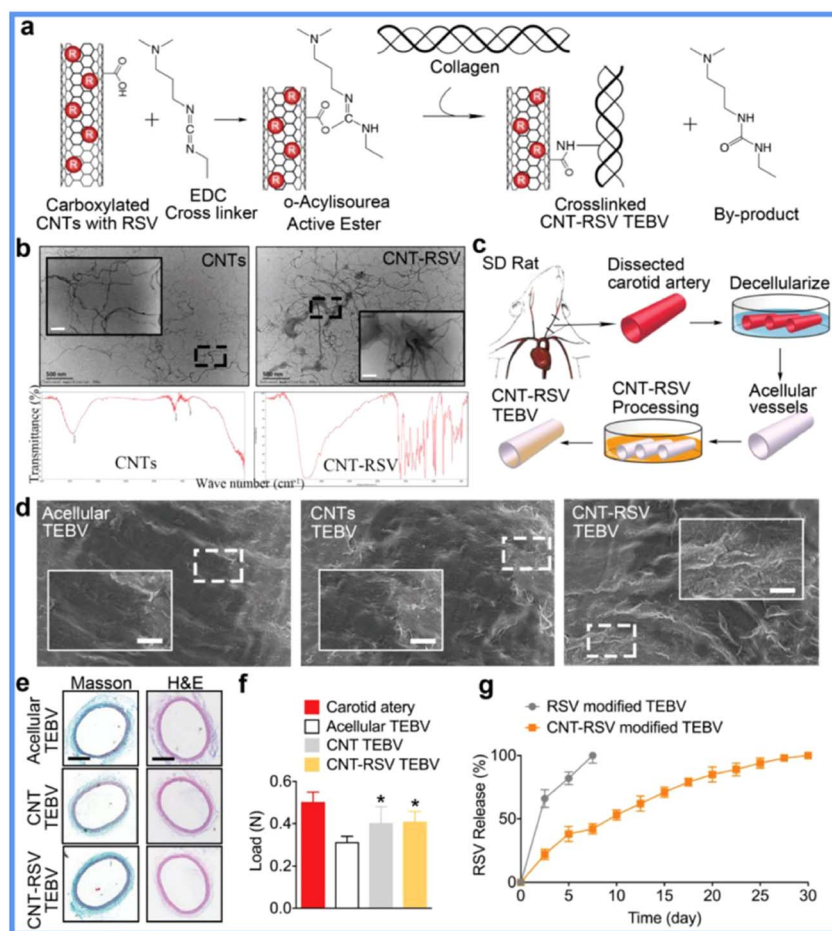 a
R
R
R
R
R
O
OH
+
N
N
N
Carboxylated
CNTs with RSV
EDC
Cross linker
R
R
R
R
R
O
O
N
N
NH
o-Acylisourea
Active Ester
Collagen
R
R
R
R
R
O
NH
Crosslinked
CNT-RSV TEBV
+
N
NH
O
NH
By-product
b
CNTs
500 nm
CNT-RSV
500 nm
Transmittance (%)
CNTs
CNT-RSV
Wave number (cm⁻¹)
c
SD Rat
Dissected
carotid artery
Decellularize
CNT-RSV
TEBV
CNT-RSV
Processing
Acellular
vessels
d
Acellular
TEBV
CNTs
TEBV
CNT-RSV
TEBV
e
Masson
H&E
Acellular
TEBV
CNT
TEBV
CNT-RSV
TEBV
f
Carotid atery
Acellular TEBV
CNT TEBV
CNT-RSV TEBV
Load (N)
0.6
0.4
0.2
0.0
*
*
g
RSV modified TEBV
CNT-RSV modified TEBV
RSV Release (%)
100
50
0
0
5
10
15
20
25
30
Time (day)